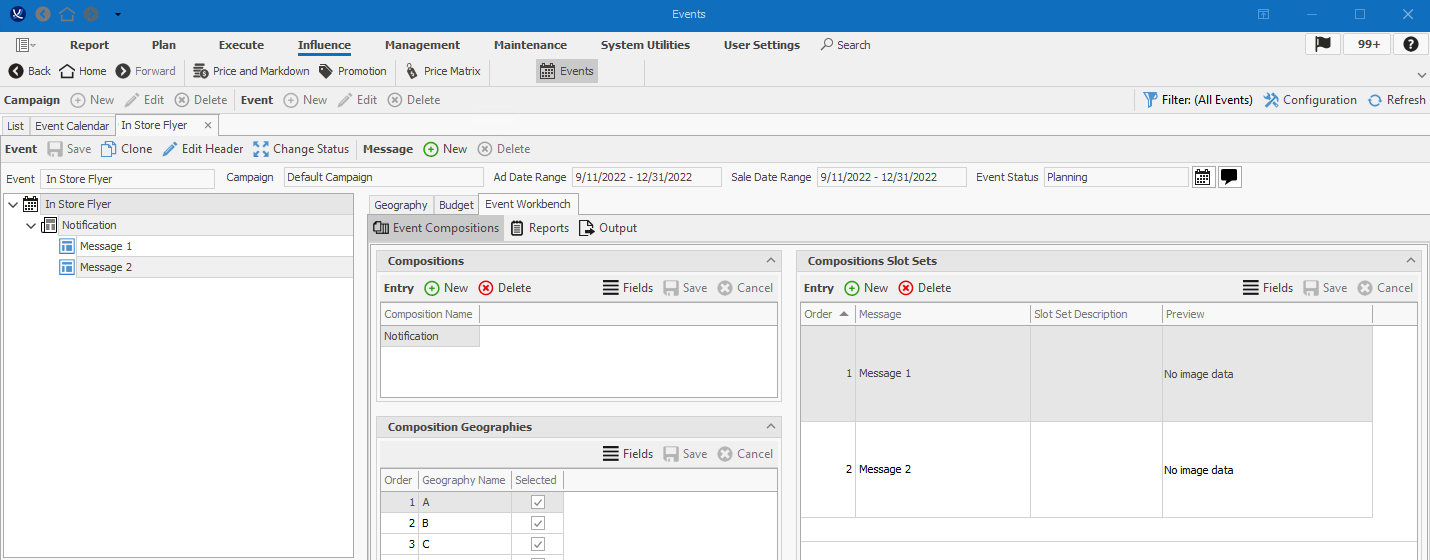 Events
Report Plan Execute Influence Management Maintenance System Utilities User Settings Search 99+ ?
Back Home Forward Price and Markdown Promotion Price Matrix Events
Campaign New Edit Delete Event New Edit Delete Filter: (All Events) Configuration Refresh
List Event Calendar In Store Flyer ×
Event Save Clone Edit Header Change Status Message New Delete
Event In Store Flyer Campaign Default Campaign Ad Date Range 9/11/2022 - 12/31/2022 Sale Date Range 9/11/2022 - 12/31/2022 Event Status Planning
In Store Flyer
Notification
Message 1
Message 2
Geography Budget Event Workbench
Event Compositions Reports Output
Compositions
Entry New Delete Fields Save Cancel
Composition Name
Notification
Composition Geographies
Fields Save Cancel
Order Geography Name Selected
1 A
2 B
3 C
Compositions Slot Sets
Entry New Delete Fields Save Cancel
Order Message Slot Set Description Preview
1 Message 1 No image data
2 Message 2 No image data